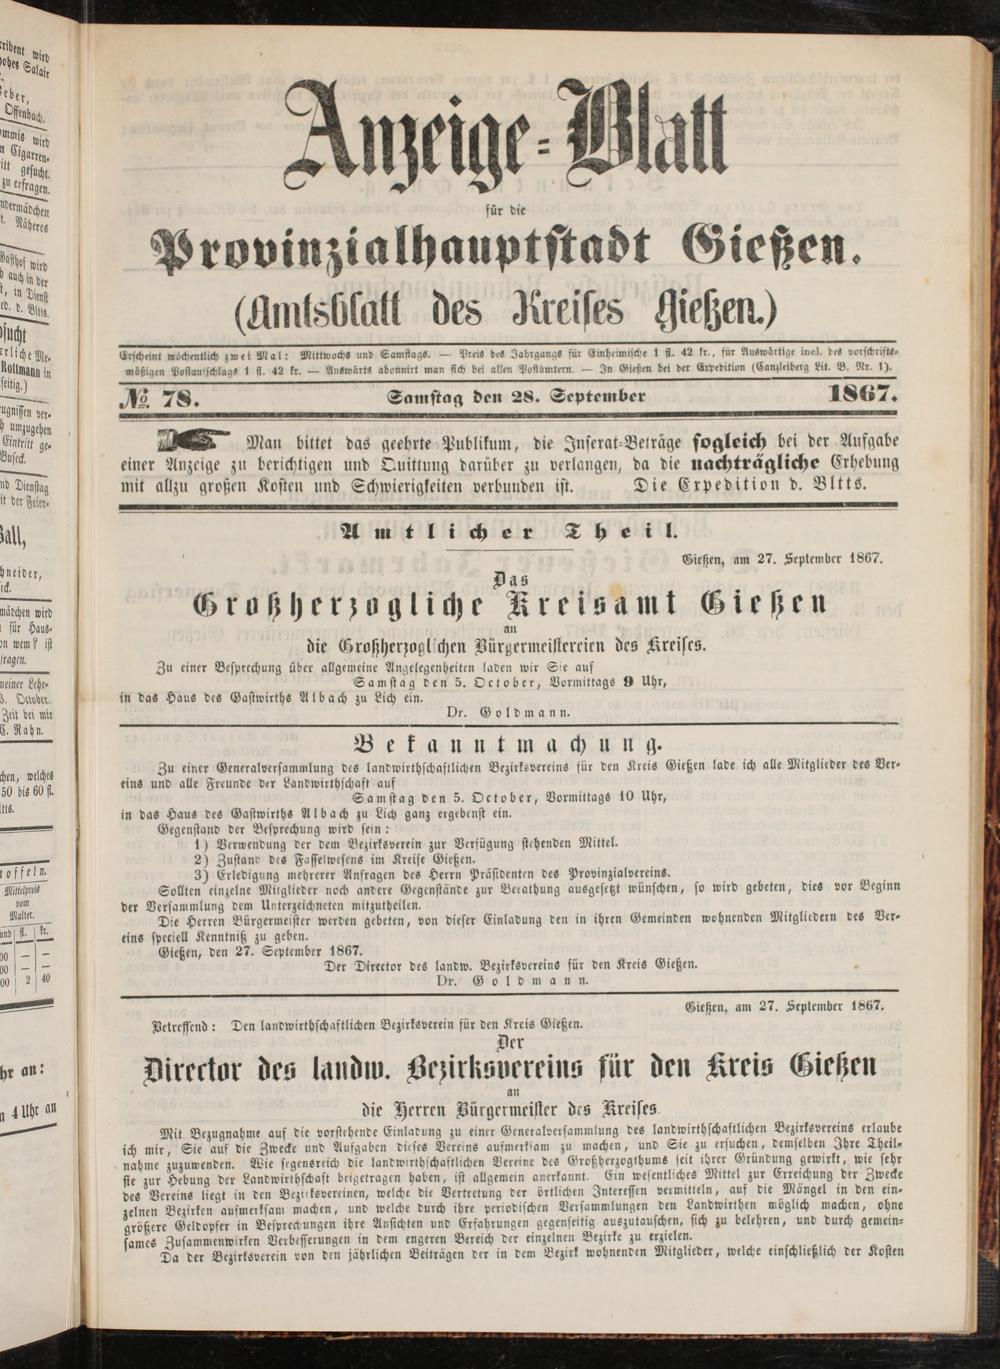 Anzeige-Blatt
für die
Provinzialhauptstadt Gießen.
(Amtsblatt des Kreises Gießen.)
Erscheint wöchentlich zwei Mal: Mittwochs und Samstags. — Preis des Jahrgangs für Einheimische 1 fl. 42 kr., für Auswärtige incl. des vorschrifts-
mäßigen Postaufschlags 1 fl. 42 kr. — Auswärts abonnirt man sich bei allen Postämtern. — In Gießen bei der Expedition (Canzleiberg Lit. B. Nr. 1).
№ 78. Samstag den 28. September 1867.
Man bittet das geehrte Publikum, die Inserat-Beträge sogleich bei der Aufgabe
einer Anzeige zu berichtigen und Quittung darüber zu verlangen, da die nachträgliche Erhebung
mit allzu großen Kosten und Schwierigkeiten verbunden ist. Die Expedition d. Bltts.
Amtlicher Theil.
Gießen, am 27. September 1867.
Das
Großherzogliche Kreisamt Gießen
an
die Großherzoglichen Bürgermeistereien des Kreises.
Zu einer Besprechung über allgemeine Angelegenheiten laden wir Sie auf
Samstag den 5. October, Vormittags 9 Uhr,
in das Haus des Gastwirths Albach zu Lich ein.
Dr. Goldmann.
Bekanntmachung.
Zu einer Generalversammlung des landwirthschaftlichen Bezirksvereins für den Kreis Gießen lade ich alle Mitglieder des Ver-
eins und alle Freunde der Landwirthschaft auf
Samstag den 5. October, Vormittags 10 Uhr,
in das Haus des Gastwirths Albach zu Lich ganz ergebenst ein.
Gegenstand der Besprechung wird sein:
1) Verwendung der dem Bezirksverein zur Verfügung stehenden Mittel.
2) Zustand des Fasselwesens im Kreise Gießen.
3) Erledigung mehrerer Anfragen des Herrn Präsidenten des Provinzialvereins.
Sollten einzelne Mitglieder noch andere Gegenstände zur Berathung ausgesetzt wünschen, so wird gebeten, dies vor Beginn
der Versammlung dem Unterzeichneten mitzutheilen.
Die Herren Bürgermeister werden gebeten, von dieser Einladung den in ihren Gemeinden wohnenden Mitgliedern des Ver-
eins speciell Kenntniß zu geben.
Gießen, den 27. September 1867.
Der Director des landw. Bezirksvereins für den Kreis Gießen.
Dr. Goldmann.
Gießen, am 27. September 1867.
Betreffend: Den landwirthschaftlichen Bezirksverein für den Kreis Gießen.
Der
Director des landw. Bezirksvereins für den Kreis Gießen
an
die Herren Bürgermeister des Kreises.
Mit Bezugnahme auf die vorstehende Einladung zu einer Generalversammlung des landwirthschaftlichen Bezirksvereins erlaube
ich mir, Sie auf die Zwecke und Aufgaben dieses Vereins aufmerksam zu machen, und Sie zu ersuchen, demselben Ihre Theil-
nahme zuzuwenden. Wie segensreich die landwirthschaftlichen Vereine des Großherzogthums seit ihrer Gründung gewirkt, wie sehr
sie zur Hebung der Landwirthschaft beigetragen haben, ist allgemein anerkannt. Ein wesentliches Mittel zur Erreichung der Zwecke
des Vereins liegt in den Bezirksvereinen, welche die Vertretung der örtlichen Interessen vermitteln, auf die Mängel in den ein-
zelnen Bezirken aufmerksam machen, und welche durch ihre periodischen Versammlungen den Landwirthen möglich machen, ohne
größere Geldopfer in Besprechungen ihre Ansichten und Erfahrungen gegenseitig auszutauschen, sich zu belehren, und durch gemein-
sames Zusammenwirken Verbesserungen in dem engeren Bereich der einzelnen Bezirke zu erzielen.
Da der Bezirksverein von den jährlichen Beiträgen der in dem Bezirk wohnenden Mitglieder, welche einschließlich der Kosten